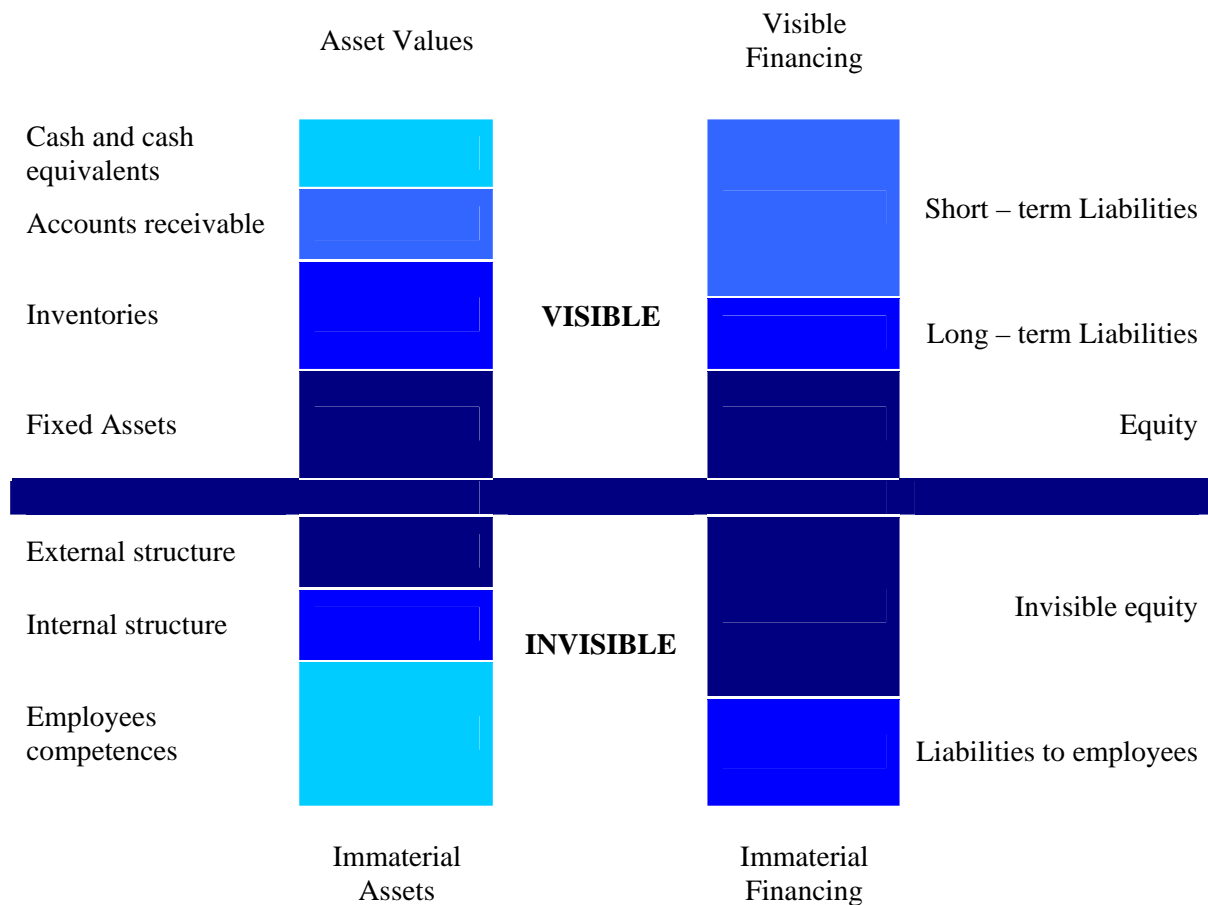 Asset Values
Visible
Financing
Cash and cash
equivalents
Accounts receivable
Short – term Liabilities
Inventories
VISIBLE
Long – term Liabilities
Fixed Assets
Equity
External structure
Invisible equity
Internal structure
INVISIBLE
Employees
competences
Liabilities to employees
Immaterial
Assets
Immaterial
Financing